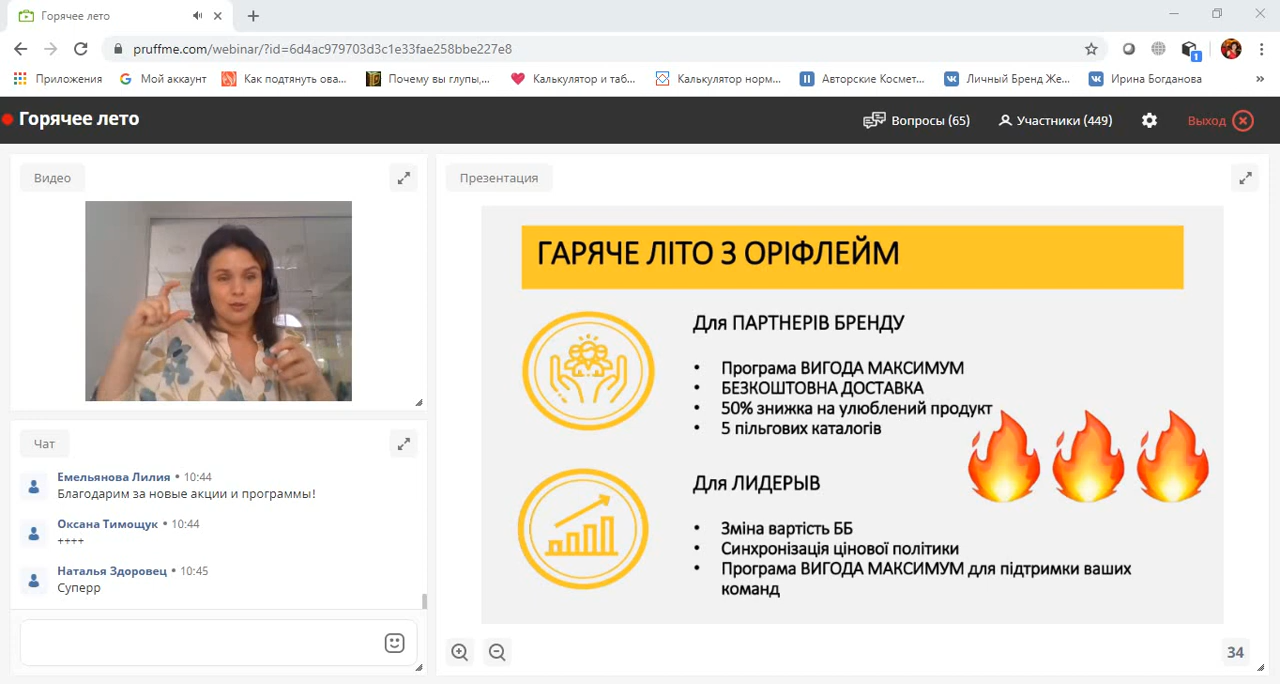 Горячее лето
pruffme.com/webinar/?id=6d4ac979703d3c1e33fae258bbe227e8
1
Приложения
G Мой аккаунт
Как подтянуть ова...
Почему вы глупы,...
Калькулятор и таб...
Калькулятор норм...
Авторские Космет...
Личный Бренд Же...
Ирина Богданова
»
Горячее лето
Вопросы (65)
Участники (449)
Выход
Видео
Презентация
ГАРЯЧЕ ЛІТО З ОРІФЛЕЙМ
Для ПАРТНЕРІВ БРЕНДУ
• Програма ВИГОДА МАКСИМУМ
• БЕЗКОШТОВНА ДОСТАВКА
• 50% знижка на улюблений продукт
• 5 пільгових каталогів
Для ЛИДЕРЫВ
• Зміна вартість ББ
• Синхронізація цінової політики
• Програма ВИГОДА МАКСИМУМ для підтримки ваших
команд
34
Чат
Емельянова Лилия • 10:44
Благодарим за новые акции и программы!
Оксана Тимощук • 10:44
++++
Наталья Здоровец • 10:45
Суперр